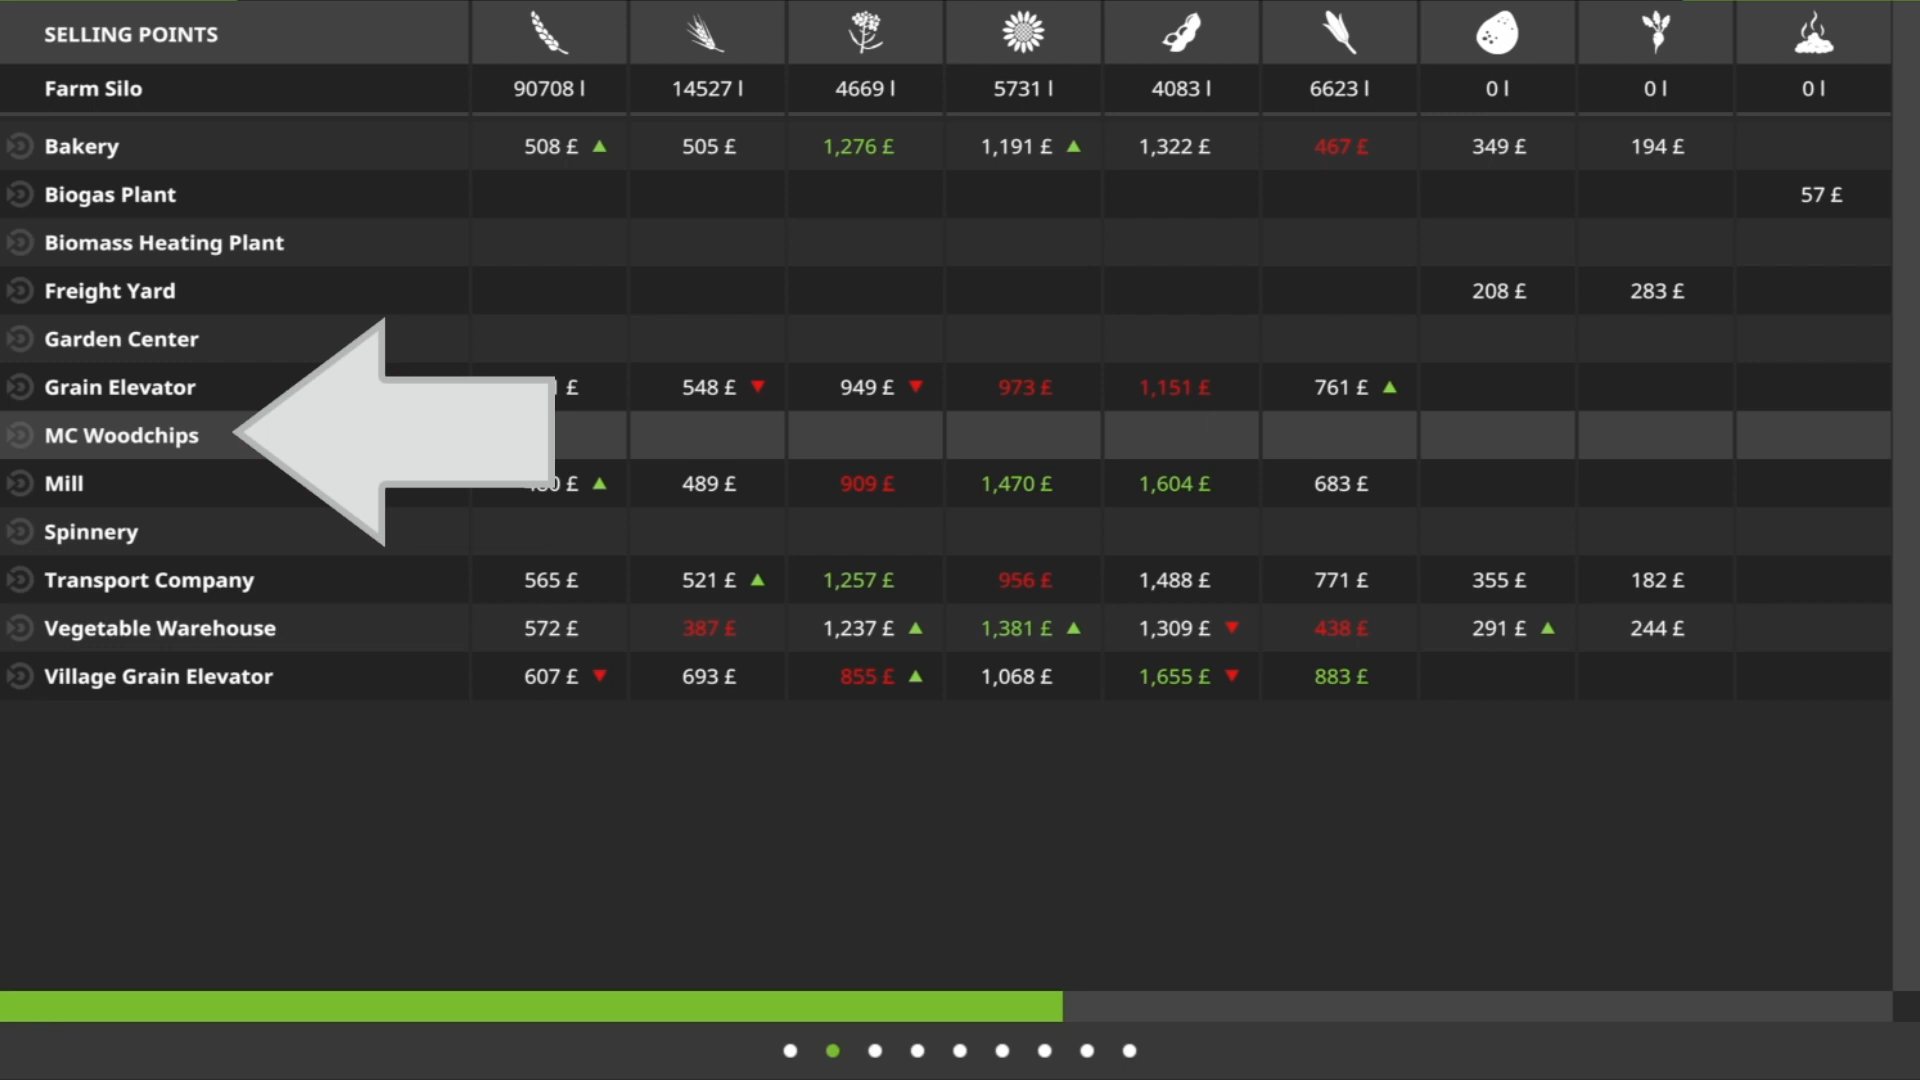 SELLING POINTS
Farm Silo 90708 l 14527 l 4669 l 5731 l 4083 l 6623 l 0 l 0 l 0 l
Bakery 508 £ 505 £ 1,276 £ 1,191 £ 1,322 £ 467 £ 349 £ 194 £
Biogas Plant 57 £
Biomass Heating Plant
Freight Yard 208 £ 283 £
Garden Center
Grain Elevator £ 548 £ 949 £ 973 £ 1,151 £ 761 £
MC Woodchips
Mill £ 489 £ 909 £ 1,470 £ 1,604 £ 683 £
Spinnery
Transport Company 565 £ 521 £ 1,257 £ 956 £ 1,488 £ 771 £ 355 £ 182 £
Vegetable Warehouse 572 £ 387 £ 1,237 £ 1,381 £ 1,309 £ 438 £ 291 £ 244 £
Village Grain Elevator 607 £ 693 £ 855 £ 1,068 £ 1,655 £ 883 £